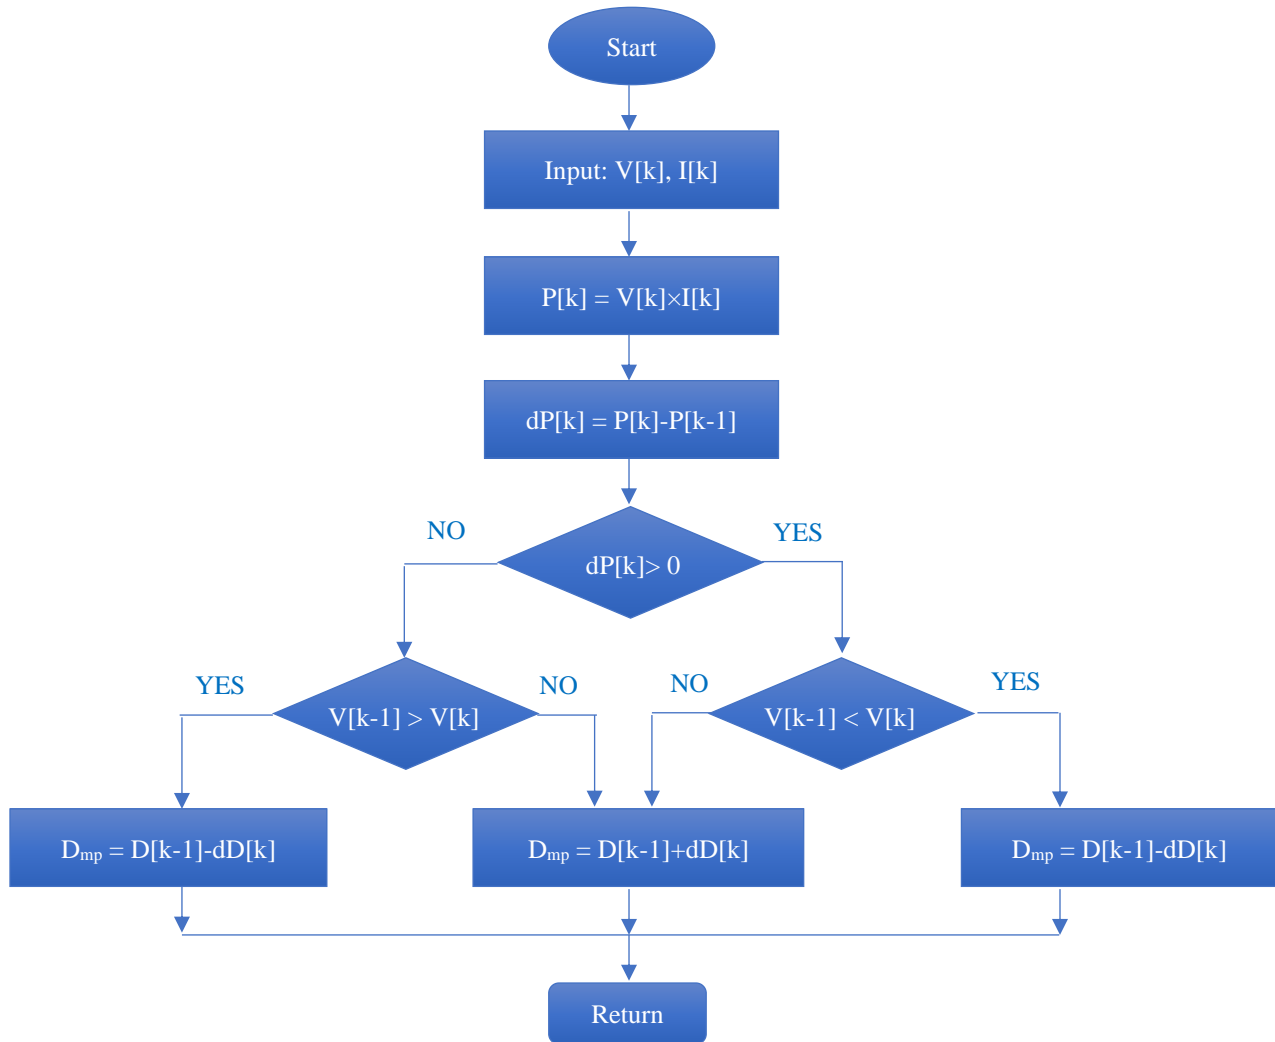 Start
Input: V[k], I[k]
P[k] = V[k]×I[k]
dP[k] = P[k]-P[k-1]
NO
YES
dP[k]> 0
YES
NO
NO
YES
V[k-1] > V[k]
V[k-1] < V[k]
Dmp = D[k-1]-dD[k]
Dmp = D[k-1]+dD[k]
Dmp = D[k-1]-dD[k]
Return